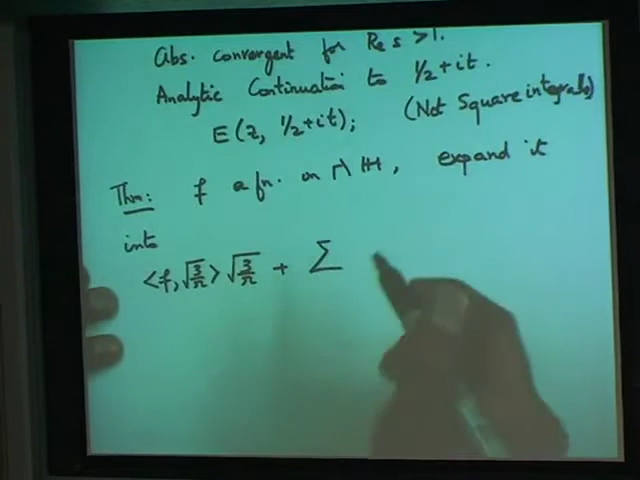 Abs. convergent for Re s > 1.
Analytic Continuation to 1/2 + it.
E(z, 1/2 + it); (Not Square integrable)
Thm: f a fn. on Γ\ℍ, expand it
into
<f, √(3/π)> √(3/π) + Σ